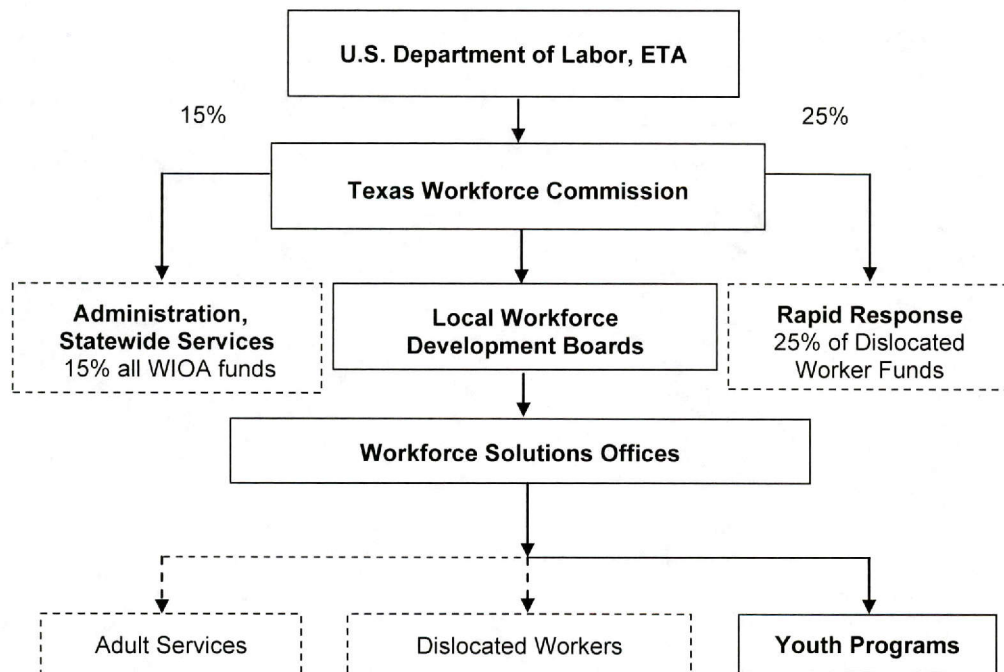 U.S. Department of Labor, ETA
15%
25%
Texas Workforce Commission
Administration,
Statewide Services
15% all WIOA funds
Local Workforce
Development Boards
Rapid Response
25% of Dislocated
Worker Funds
Workforce Solutions Offices
Adult Services
Dislocated Workers
Youth Programs